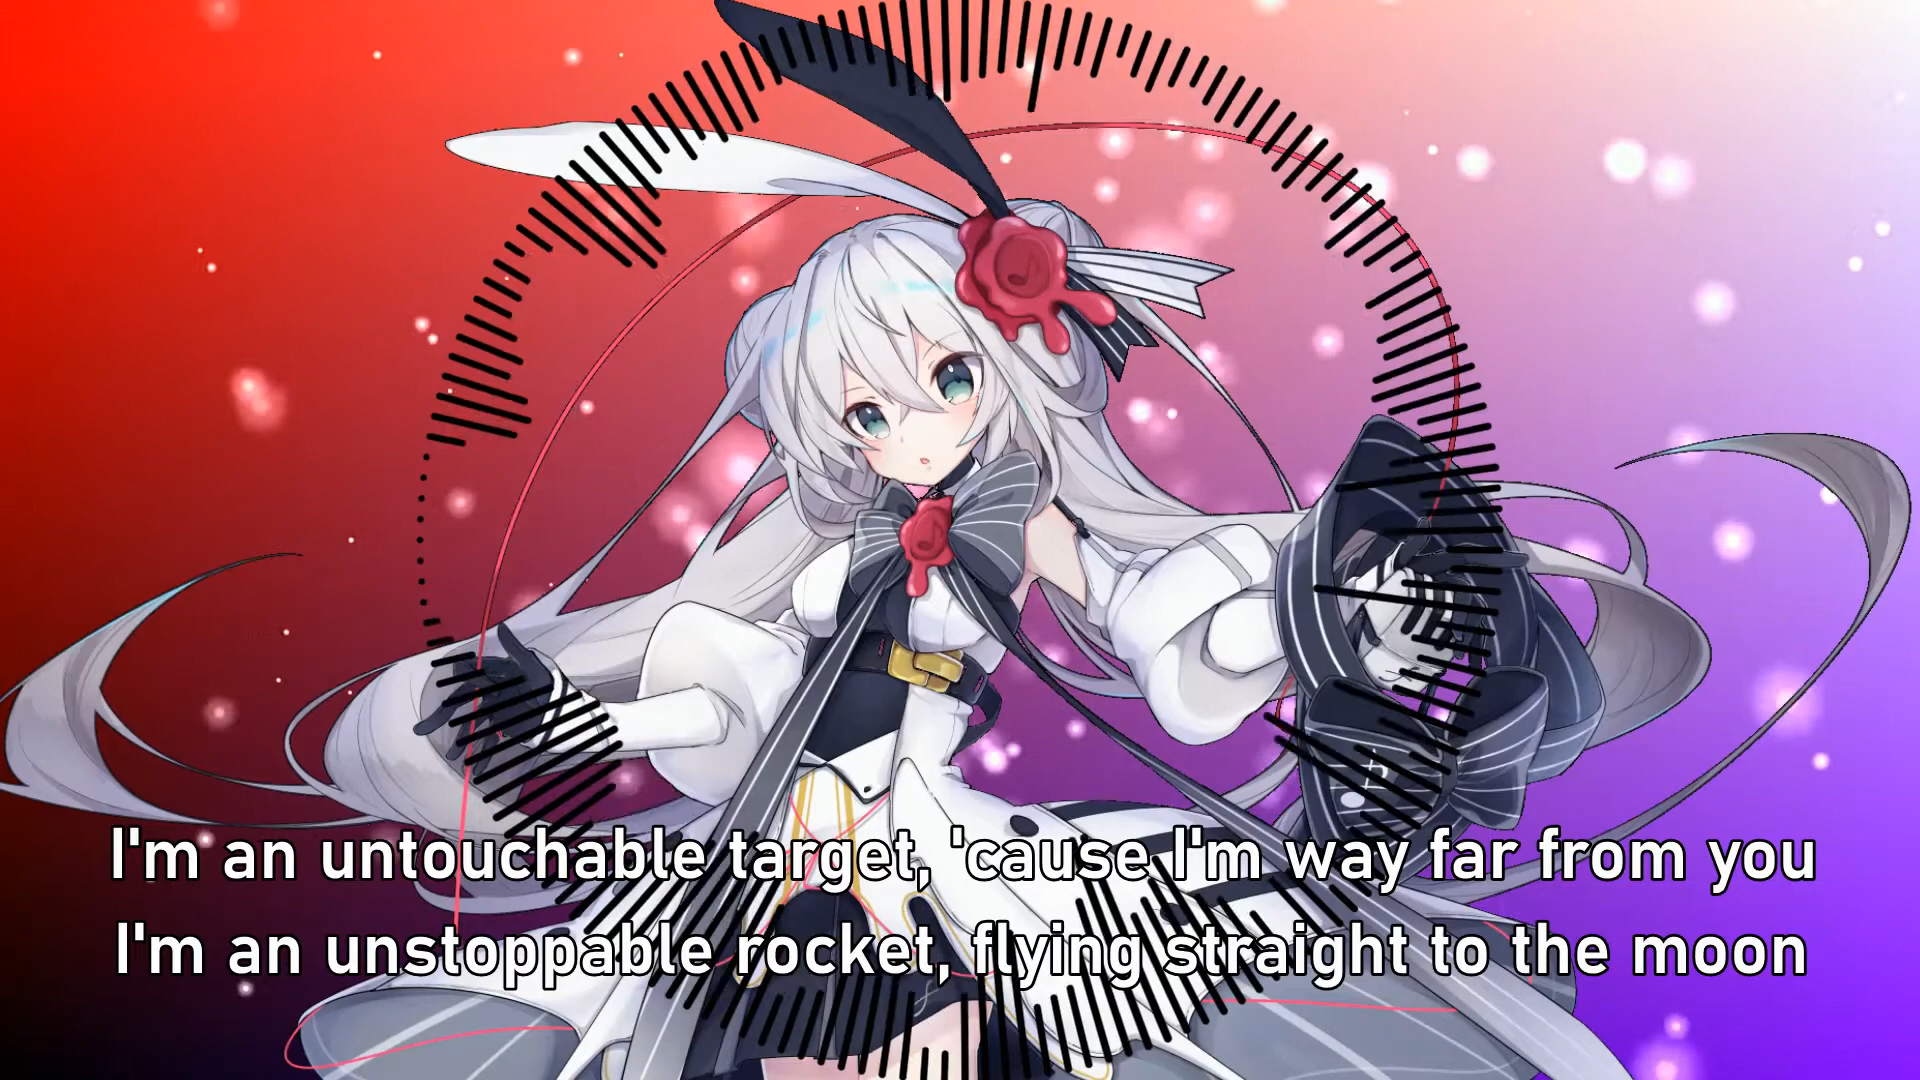 I'm an untouchable target, 'cause I'm way far from you
I'm an unstoppable rocket, flying straight to the moon